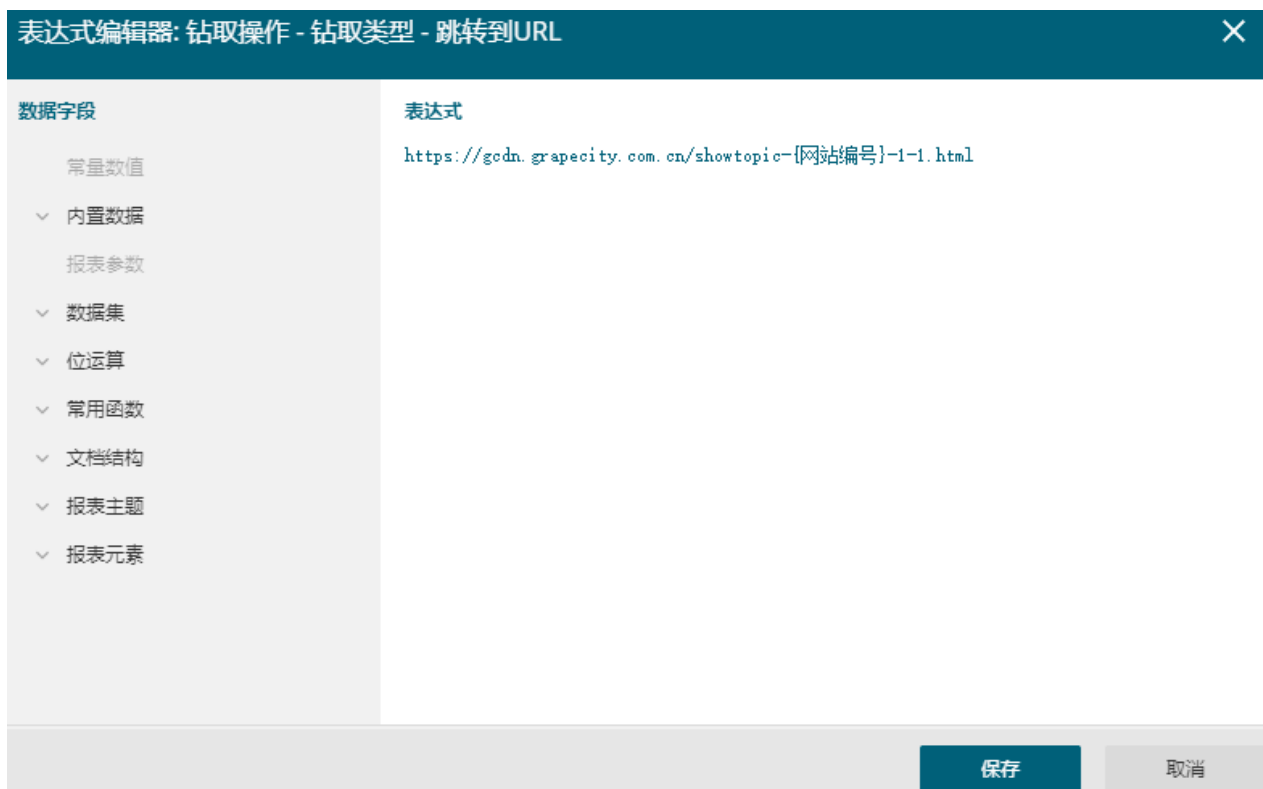 表达式编辑器: 钻取操作 - 钻取类型 - 跳转到URL
数据字段
表达式
https://gcdn.grapecity.com.cn/showtopic-{网站编号}-1-1.html
常量数值
内置数据
报表参数
数据集
位运算
常用函数
文档结构
报表主题
报表元素
保存
取消